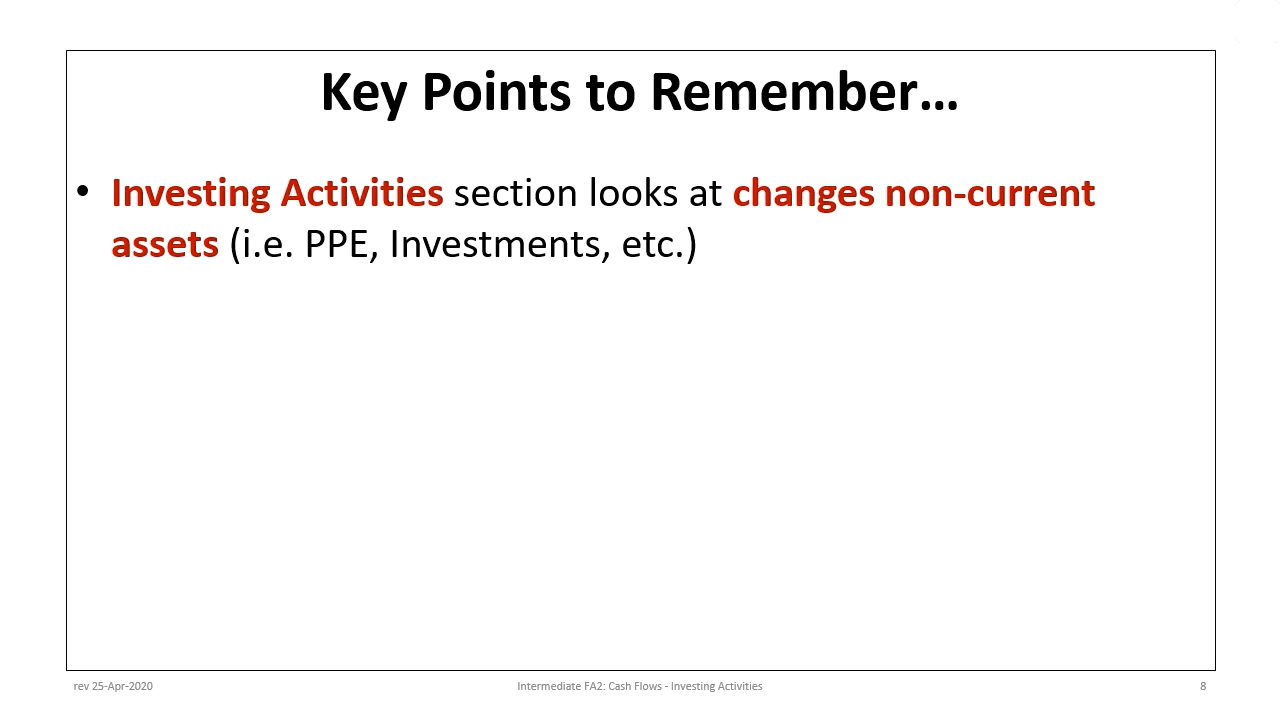 Key Points to Remember…
• Investing Activities section looks at changes non-current
assets (i.e. PPE, Investments, etc.)
rev 25-Apr-2020
Intermediate FA2: Cash Flows - Investing Activities
8